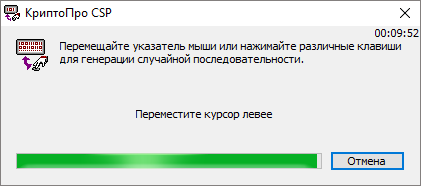 КриптоПро CSP
00:09:52
Перемещайте указатель мыши или нажимайте различные клавиши
для генерации случайной последовательности.
Переместите курсор левее
Отмена